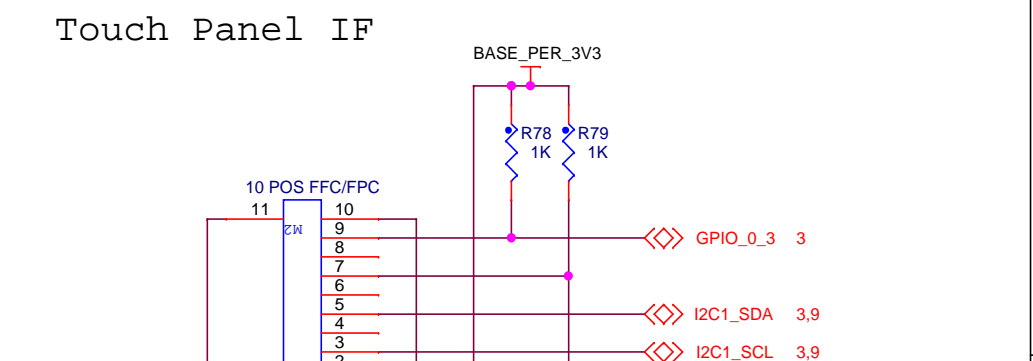 Touch Panel IF
BASE_PER_3V3
R78 R79
1K 1K
10 POS FFC/FPC
11 10
M2
9 GPIO_0_3 3
8
7
6
5 I2C1_SDA 3,9
4
3 I2C1_SCL 3,9
2